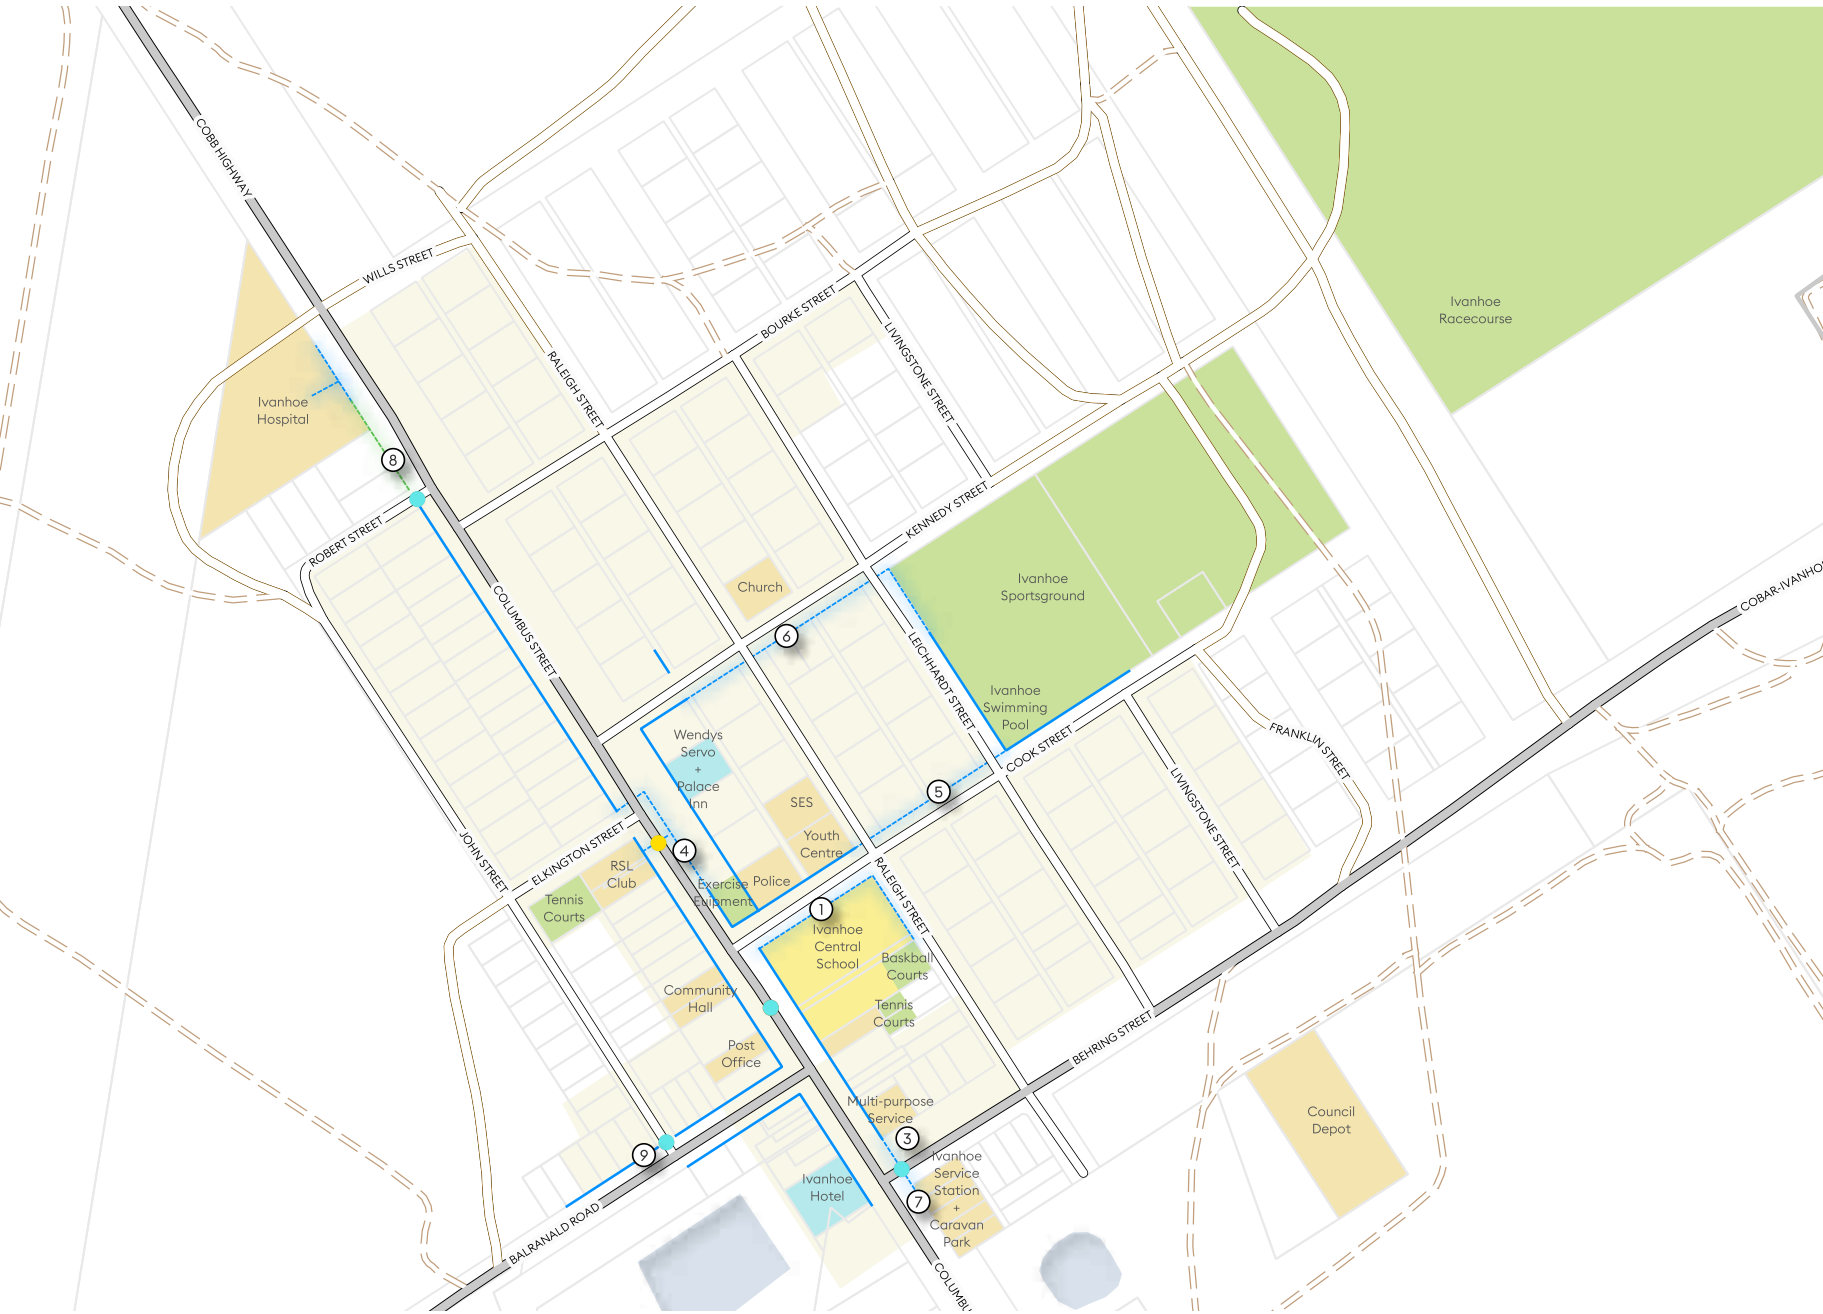 COBB HIGHWAY
WILLS STREET
Ivanhoe
Racecourse
BOURKE STREET
LIVINGSTONE STREET
RALEIGH STREET
Ivanhoe
Hospital
8
KENNEDY STREET
ROBERT STREET
COLUMBUS STREET
Church
Ivanhoe
Sportsground
COBAR-IVANHO
6
LEICHHARDT STREET
Ivanhoe
Swimming
Pool
Wendys
Servo
+
Palace
Inn
COOK STREET
FRANKLIN STREET
5
LIVINGSTONE STREET
SES
Youth
Centre
JOHN STREET
ELKINGTON STREET
4
RSL
Club
Exercise
Euipment
Police
Tennis
Courts
RALEIGH STREET
1
Ivanhoe
Central
School
Baskball
Courts
Community
Hall
Tennis
Courts
Post
Office
BEHRING STREET
Multi-purpose
Service
Council
Depot
3
9
Ivanhoe
Service
Station
+
Caravan
Park
Ivanhoe
Hotel
7
BALRANALD ROAD
COLUMBU